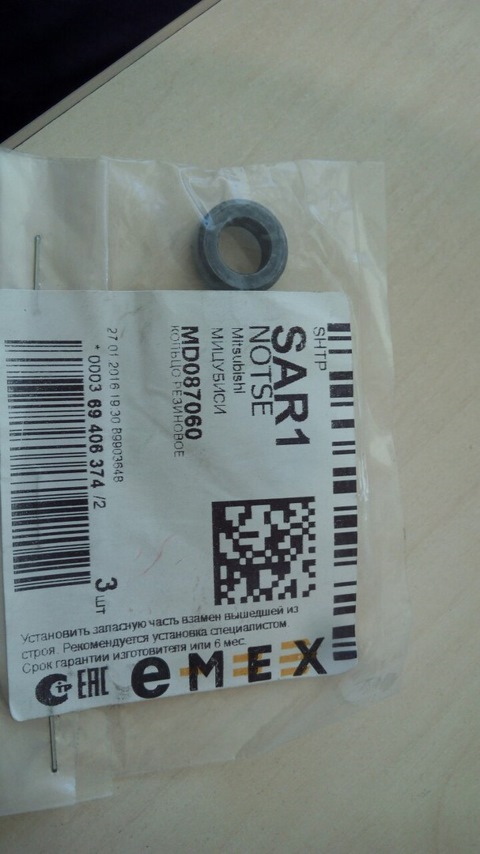 SHTP
SAR1
NOTSE
Mitsubishi
МИЦУБИСИ
MD087060
КОЛЬЦО РЕЗИНОВОЕ
27 01 2016 19:30 89903648
* 0003 69 406 374 /2
3 шт
Установить запасную часть взамен вышедшей из
строя. Рекомендуется установка специалистом.
Срок гарантии изготовителя или 6 мес.
EAC eMEX